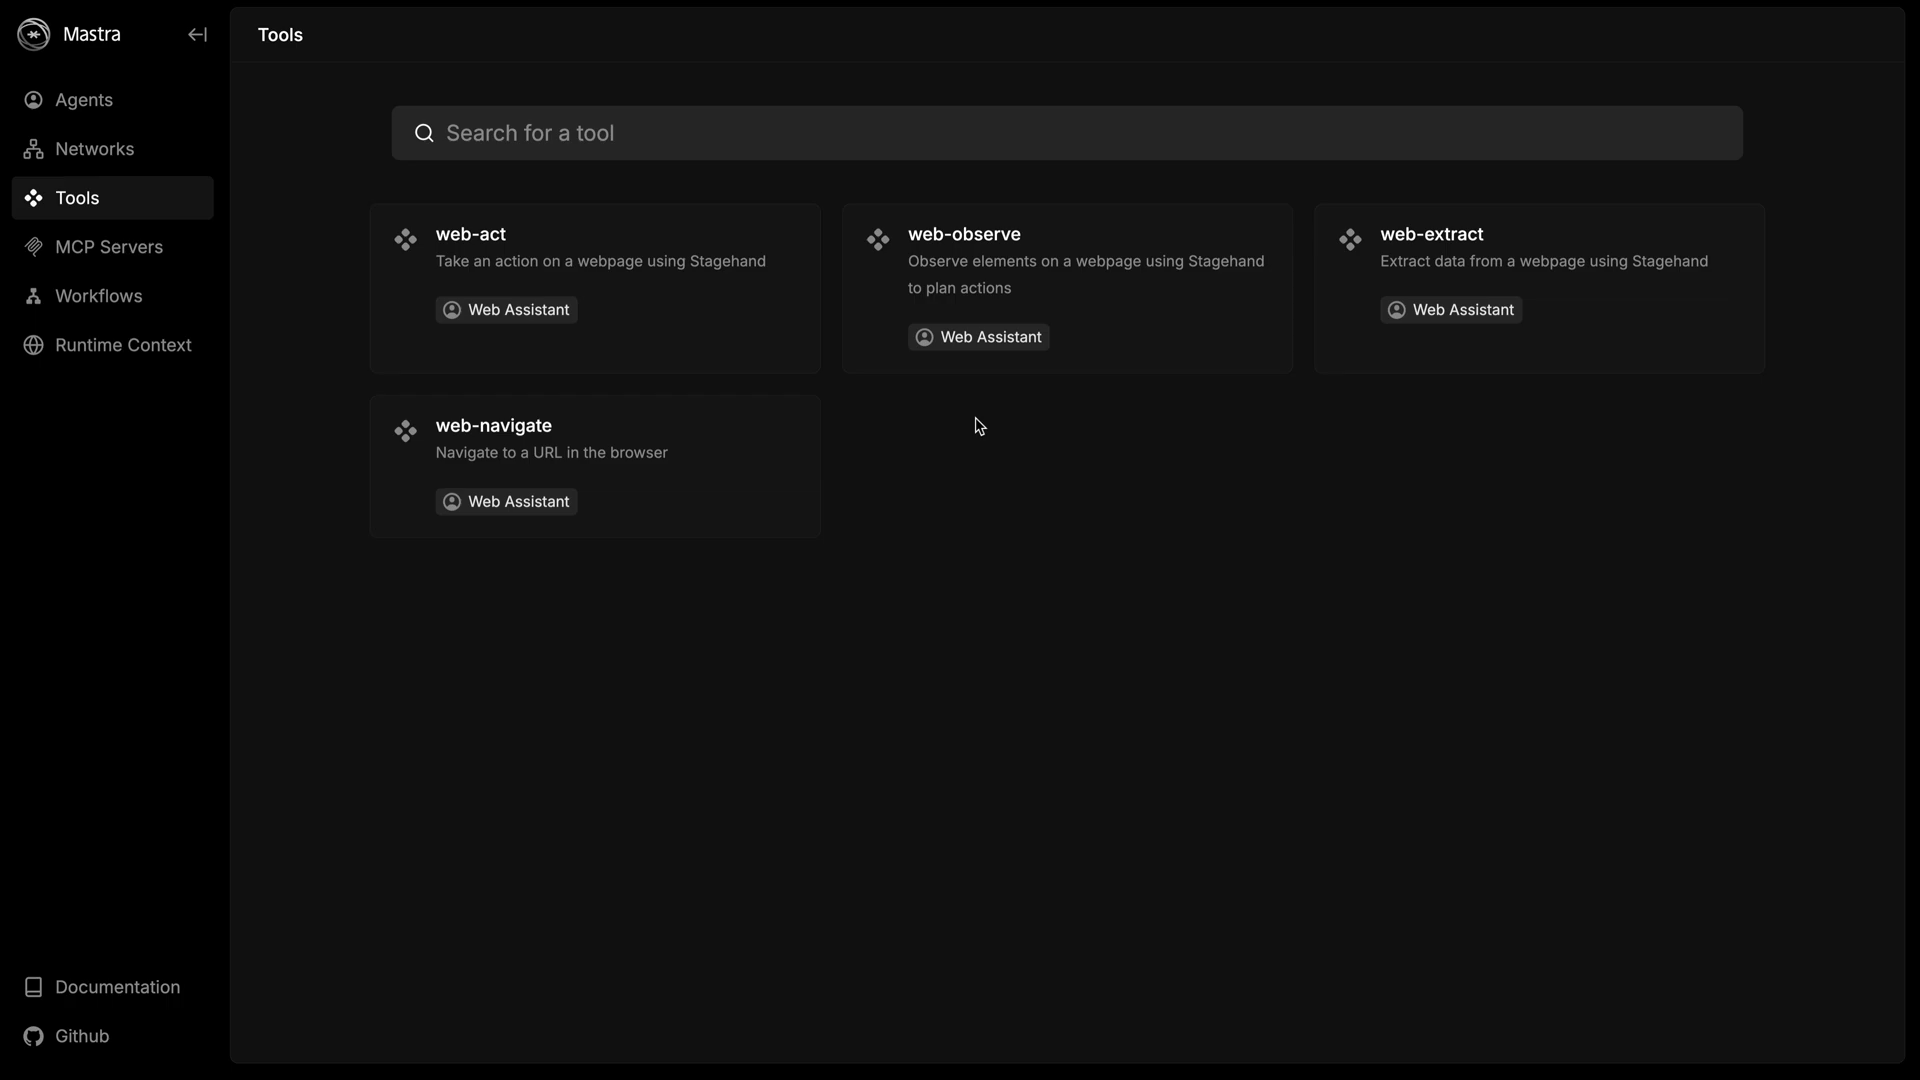 Mastra
Agents
Networks
Tools
MCP Servers
Workflows
Runtime Context
Documentation
Github
Tools
Search for a tool
web-act
Take an action on a webpage using Stagehand
Web Assistant
web-observe
Observe elements on a webpage using Stagehand
to plan actions
Web Assistant
web-extract
Extract data from a webpage using Stagehand
Web Assistant
web-navigate
Navigate to a URL in the browser
Web Assistant